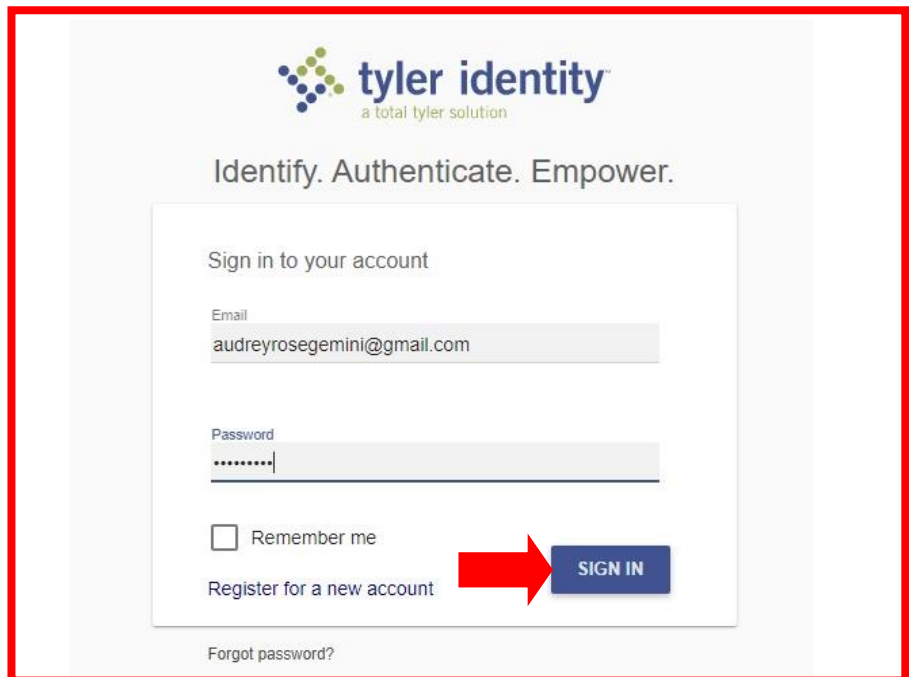 tyler identity™
a total tyler solution
Identify. Authenticate. Empower.
Sign in to your account
Email
audreyrosegemini@gmail.com
Password
•••••••••
Remember me
SIGN IN
Register for a new account
Forgot password?